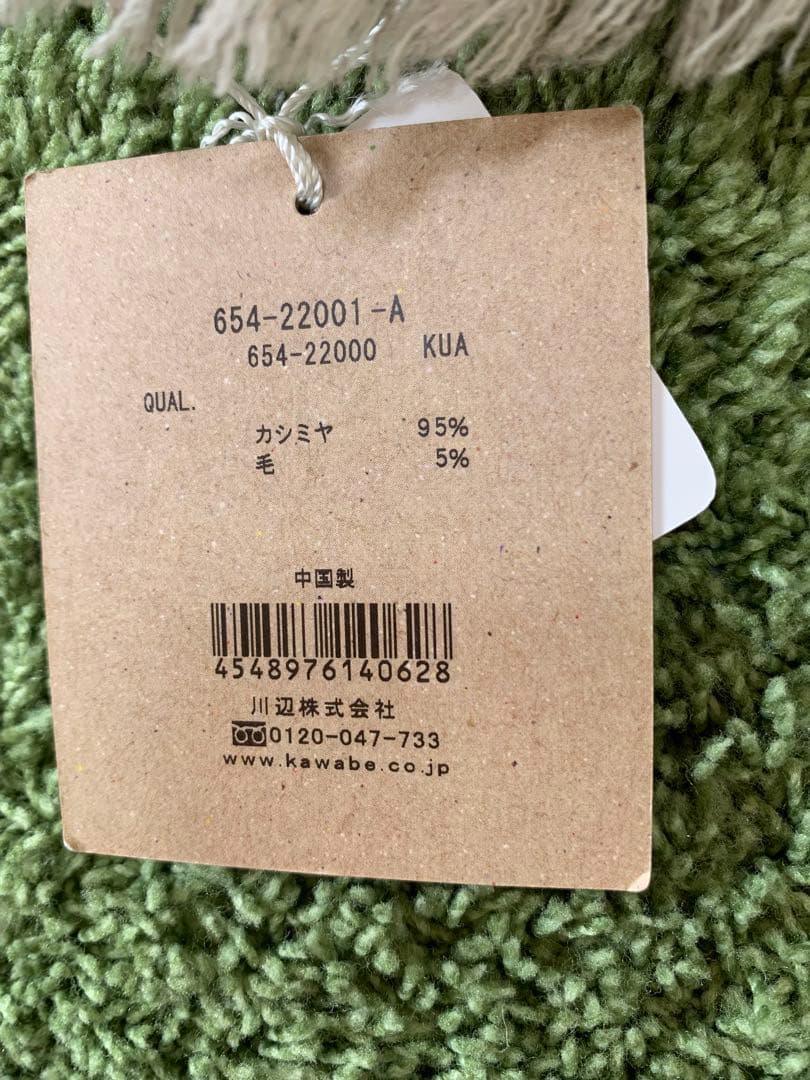 654-22001-A
654-22000 KUA
QUAL.
カシミヤ 95%
毛 5%
中国製
4548976140628
川辺株式会社
0120-047-733
www.kawabe.co.jp